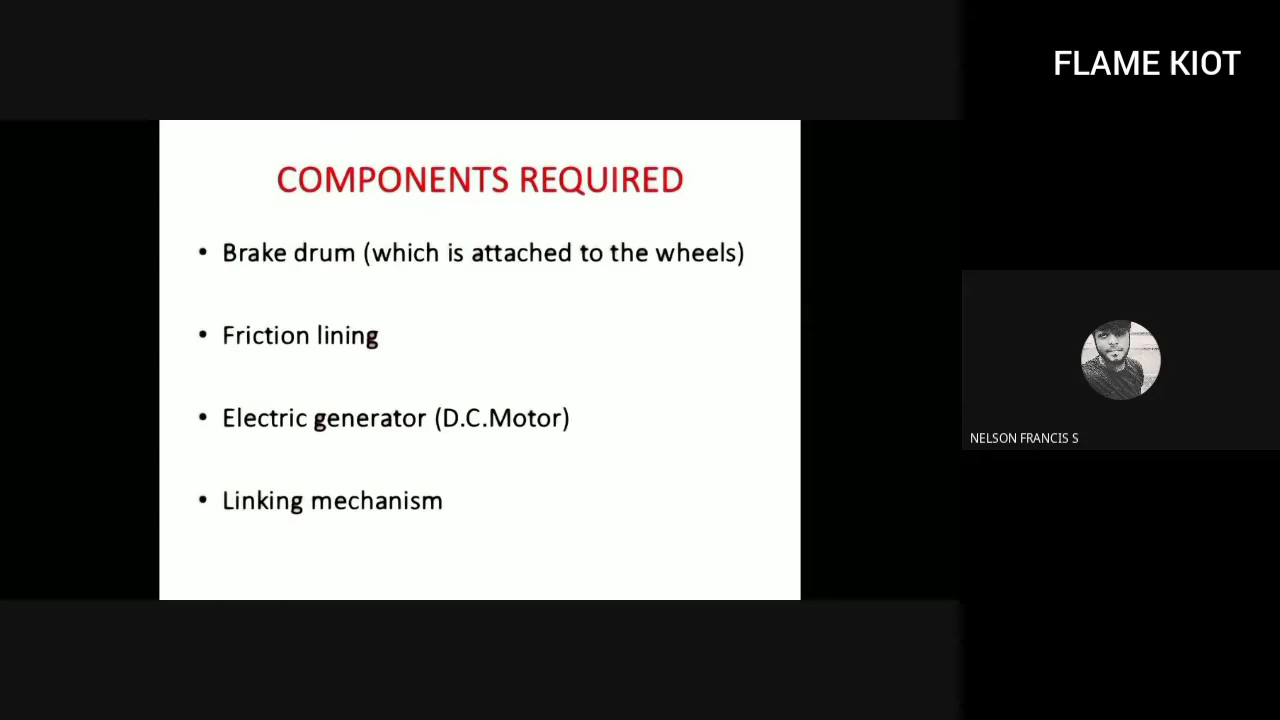 FLAME KIOT
COMPONENTS REQUIRED
• Brake drum (which is attached to the wheels)
• Friction lining
• Electric generator (D.C.Motor)
• Linking mechanism
NELSON FRANCIS S